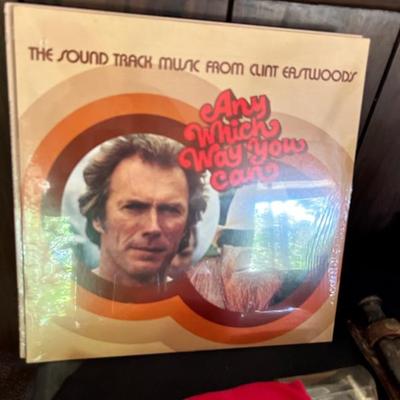 THE SOUND TRACK MUSIC FROM CLINT EASTWOOD'S
Any
Which
Way You
Can